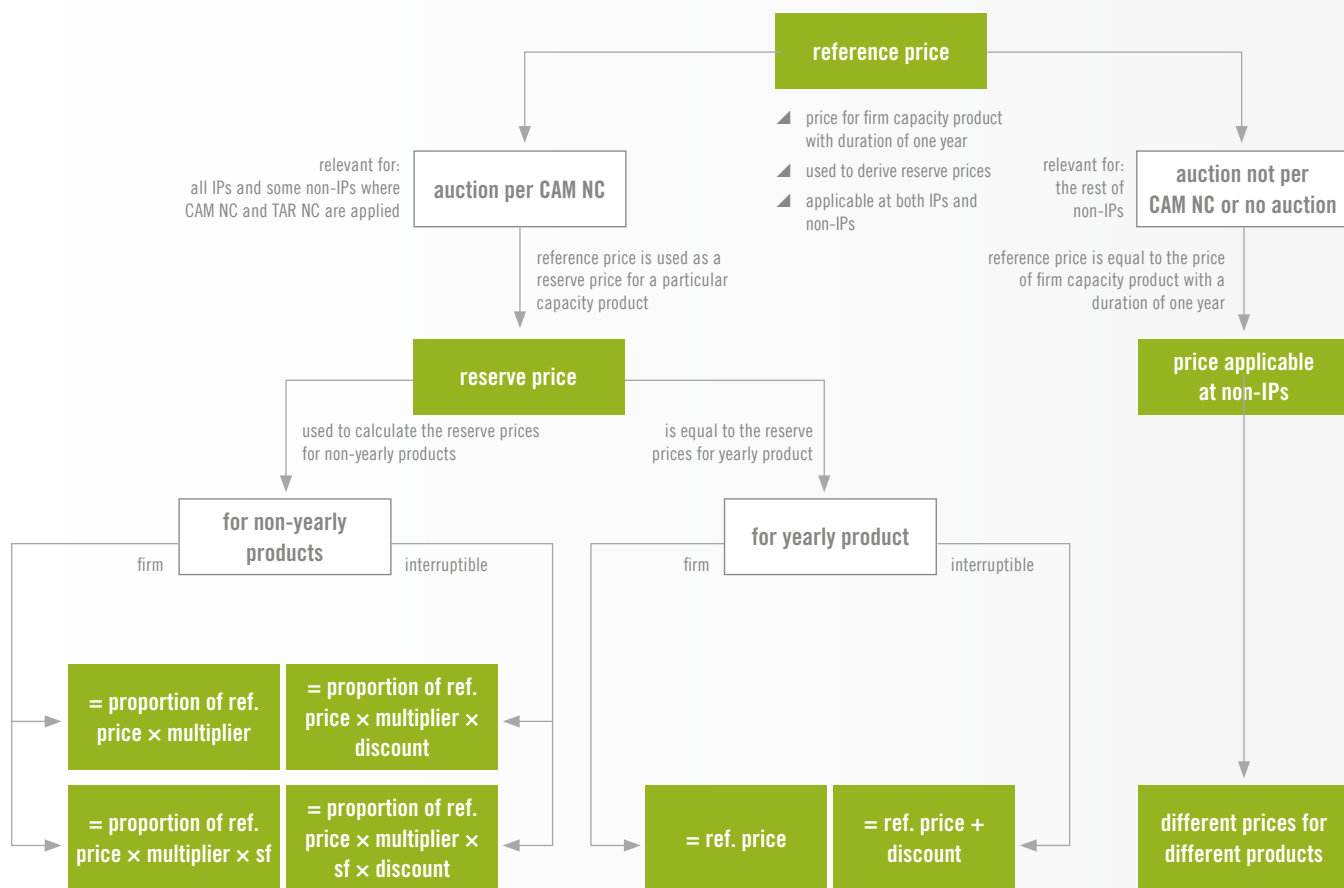 reference price
price for firm capacity product
with duration of one year
used to derive reserve prices
applicable at both IPs and
non-IPs
relevant for:
all IPs and some non-IPs where
CAM NC and TAR NC are applied
auction per CAM NC
relevant for:
the rest of
non-IPs
auction not per
CAM NC or no auction
reference price is used as a
reserve price for a particular
capacity product
reference price is equal to the price
of firm capacity product with a
duration of one year
reserve price
price applicable
at non-IPs
used to calculate the reserve prices
for non-yearly products
is equal to the reserve
prices for yearly product
for non-yearly
products
firm
interruptible
for yearly product
firm
interruptible
= proportion of ref.
price × multiplier
= proportion of ref.
price × multiplier ×
discount
= proportion of ref.
price × multiplier × sf
= proportion of ref.
price × multiplier ×
sf × discount
= ref. price
= ref. price +
discount
different prices for
different products